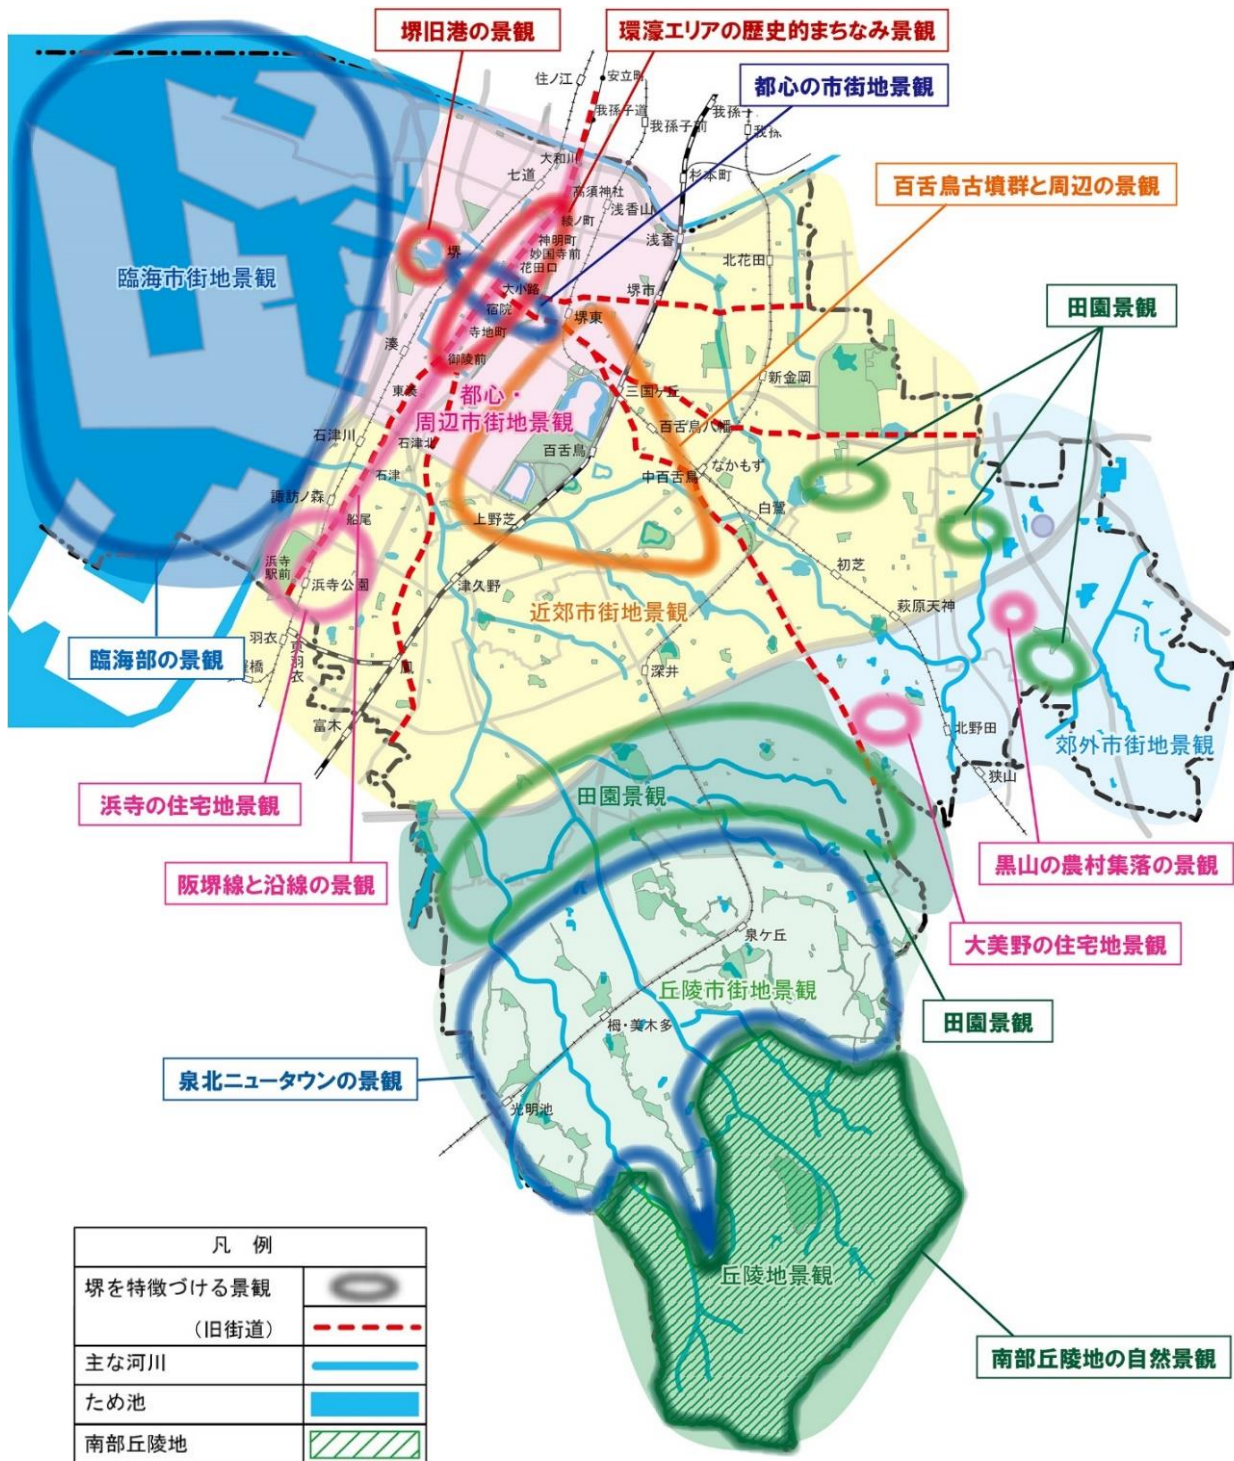 堺旧港の景観
環濠エリアの歴史的まちなみ景観
都心の市街地景観
百舌鳥古墳群と周辺の景観
田園景観
住ノ江
安立町
我孫子道
我孫子前
大和川
七道
高須神社
浅香山
杉本町
綾ノ町
神明町
妙国寺前
花田口
浅香
北花田
堺
大小路
宿院
寺地町
堺東
堺市
湊
御陵前
東湊
都心・
周辺市街地景観
三国ケ丘
百舌鳥八幡
新金岡
石津川
石津北
石津
百舌鳥
中百舌鳥
なかもず
諏訪ノ森
船尾
上野芝
白鷺
浜寺
駅前
浜寺公園
津久野
初芝
萩原天神
近郊市街地景観
臨海市街地景観
臨海部の景観
羽衣
東羽衣
鳳
富木
深井
北野田
狭山
郊外市街地景観
浜寺の住宅地景観
阪堺線と沿線の景観
田園景観
黒山の農村集落の景観
大美野の住宅地景観
田園景観
泉ケ丘
丘陵市街地景観
栂・美木多
光明池
泉北ニュータウンの景観
丘陵地景観
南部丘陵地の自然景観
凡 例
堺を特徴づける景観
（旧街道）
主な河川
ため池
南部丘陵地